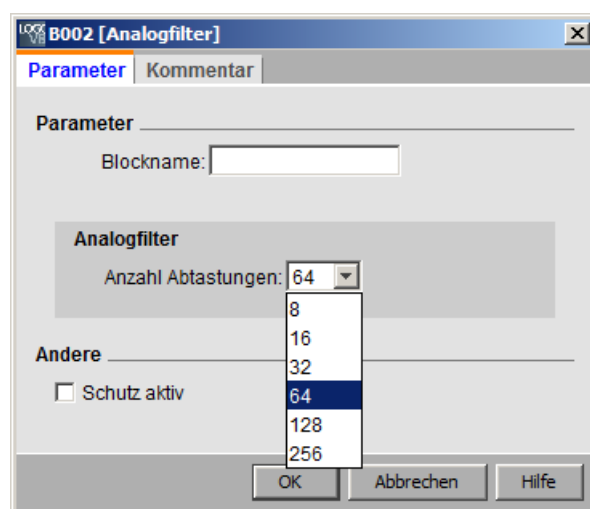 B002 [Analogfilter]
Parameter Kommentar
Parameter
Blockname:
Analogfilter
Anzahl Abtastungen: 64
8
16
32
64
128
256
Andere
Schutz aktiv
OK Abbrechen Hilfe